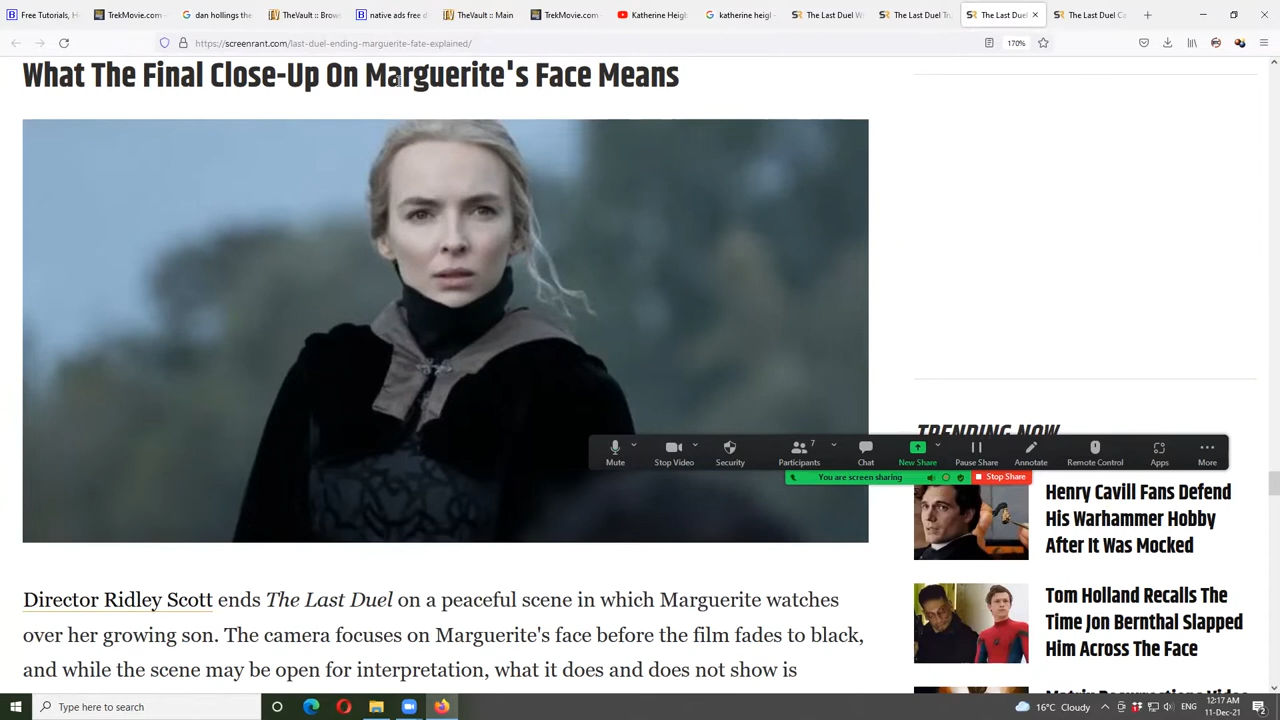 Free Tutorials, H
dan hollings the
TheVault :: Brow
native ads free d
TheVault :: Main
TrekMovie.com -
Katherine Heigl
katherine heigl -
The Last Duel W
The Last Duel Tru
The Last Duel
The Last Duel Ca
https://screenrant.com/last-duel-ending-marguerite-fate-explained/
170%
What The Final Close-Up On Marguerite's Face Means
TRENDING NOW
Mute
Stop Video
Security
Participants
7
Chat
New Share
Pause Share
Annotate
Remote Control
Apps
More
You are screen sharing
Stop Share
Henry Cavill Fans Defend
His Warhammer Hobby
After It Was Mocked
Tom Holland Recalls The
Time Jon Bernthal Slapped
Him Across The Face
Director Ridley Scott ends The Last Duel on a peaceful scene in which Marguerite watches
over her growing son. The camera focuses on Marguerite's face before the film fades to black,
and while the scene may be open for interpretation, what it does and does not show is
Type here to search
16°C Cloudy
ENG
12:17 AM
11-Dec-21
2